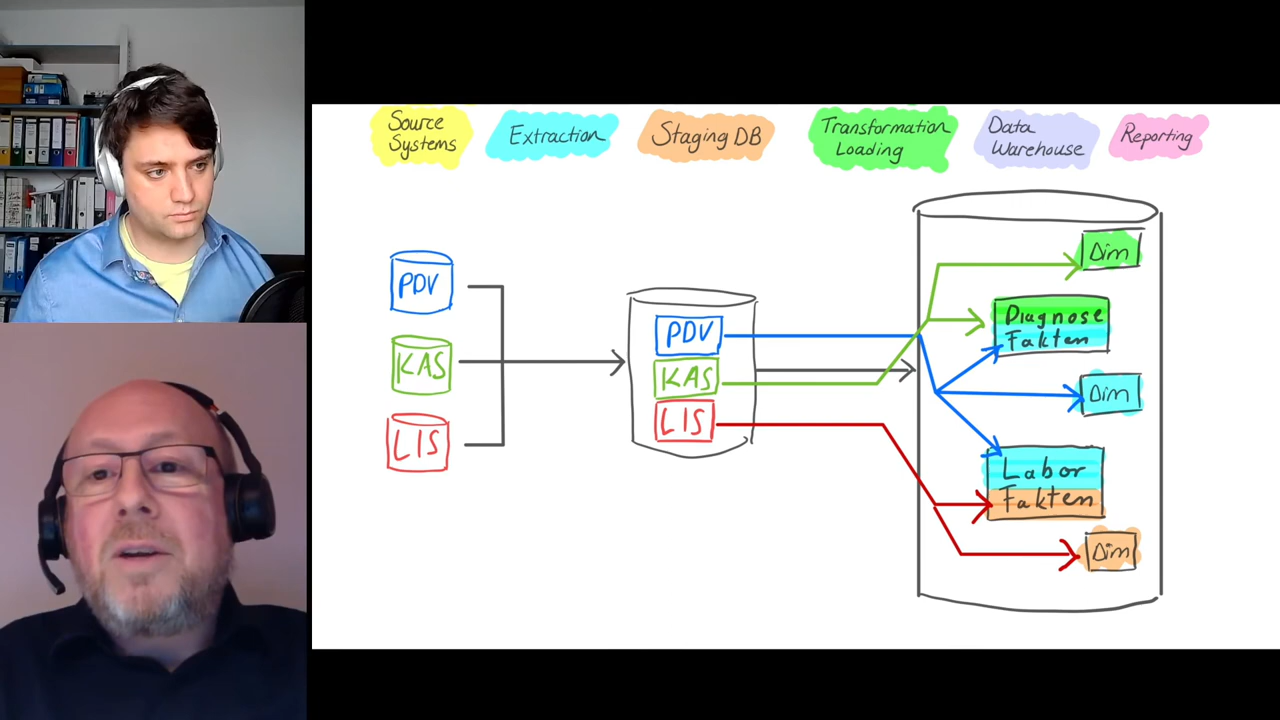 Source
Systems
Extraction
Staging DB
Transformation
Loading
Data
Warehouse
Reporting
PDV
KAS
LIS
PDV
KAS
LIS
Dim
Diagnose
Fakten
Dim
Labor
Fakten
Dim